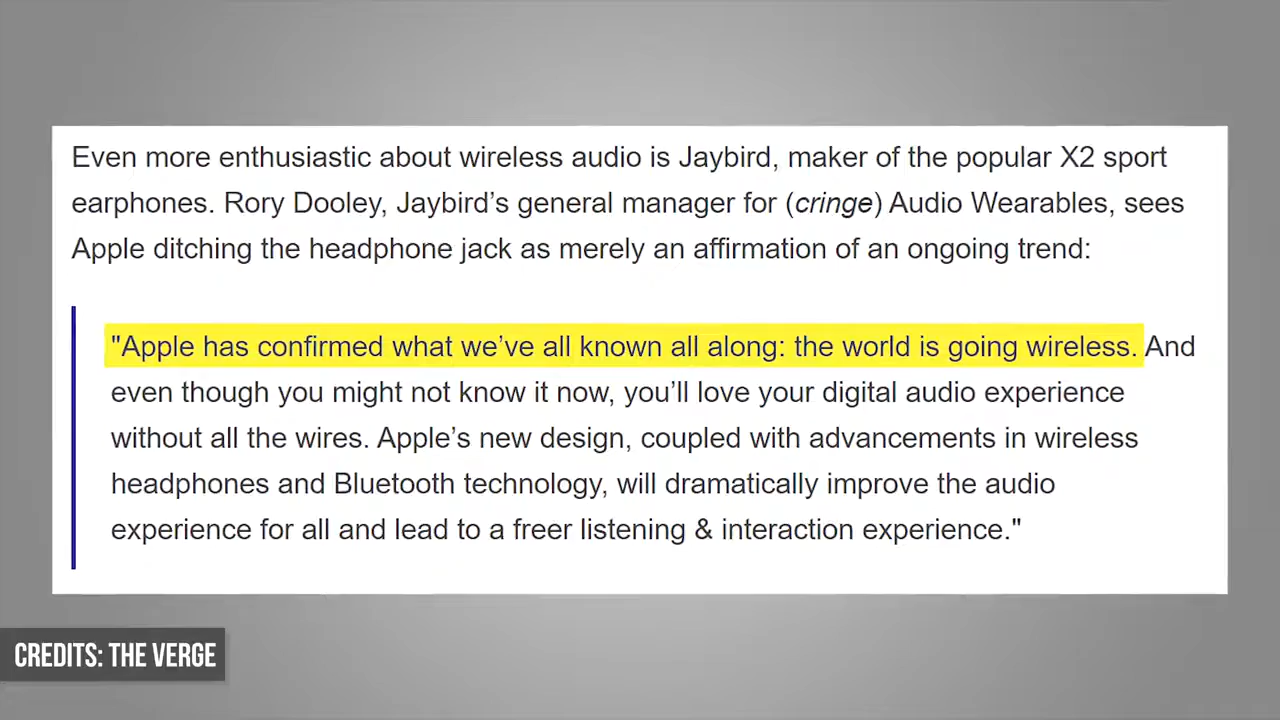 Even more enthusiastic about wireless audio is Jaybird, maker of the popular X2 sport
earphones. Rory Dooley, Jaybird’s general manager for (cringe) Audio Wearables, sees
Apple ditching the headphone jack as merely an affirmation of an ongoing trend:
"Apple has confirmed what we’ve all known all along: the world is going wireless. And
even though you might not know it now, you’ll love your digital audio experience
without all the wires. Apple’s new design, coupled with advancements in wireless
headphones and Bluetooth technology, will dramatically improve the audio
experience for all and lead to a freer listening & interaction experience."
CREDITS: THE VERGE